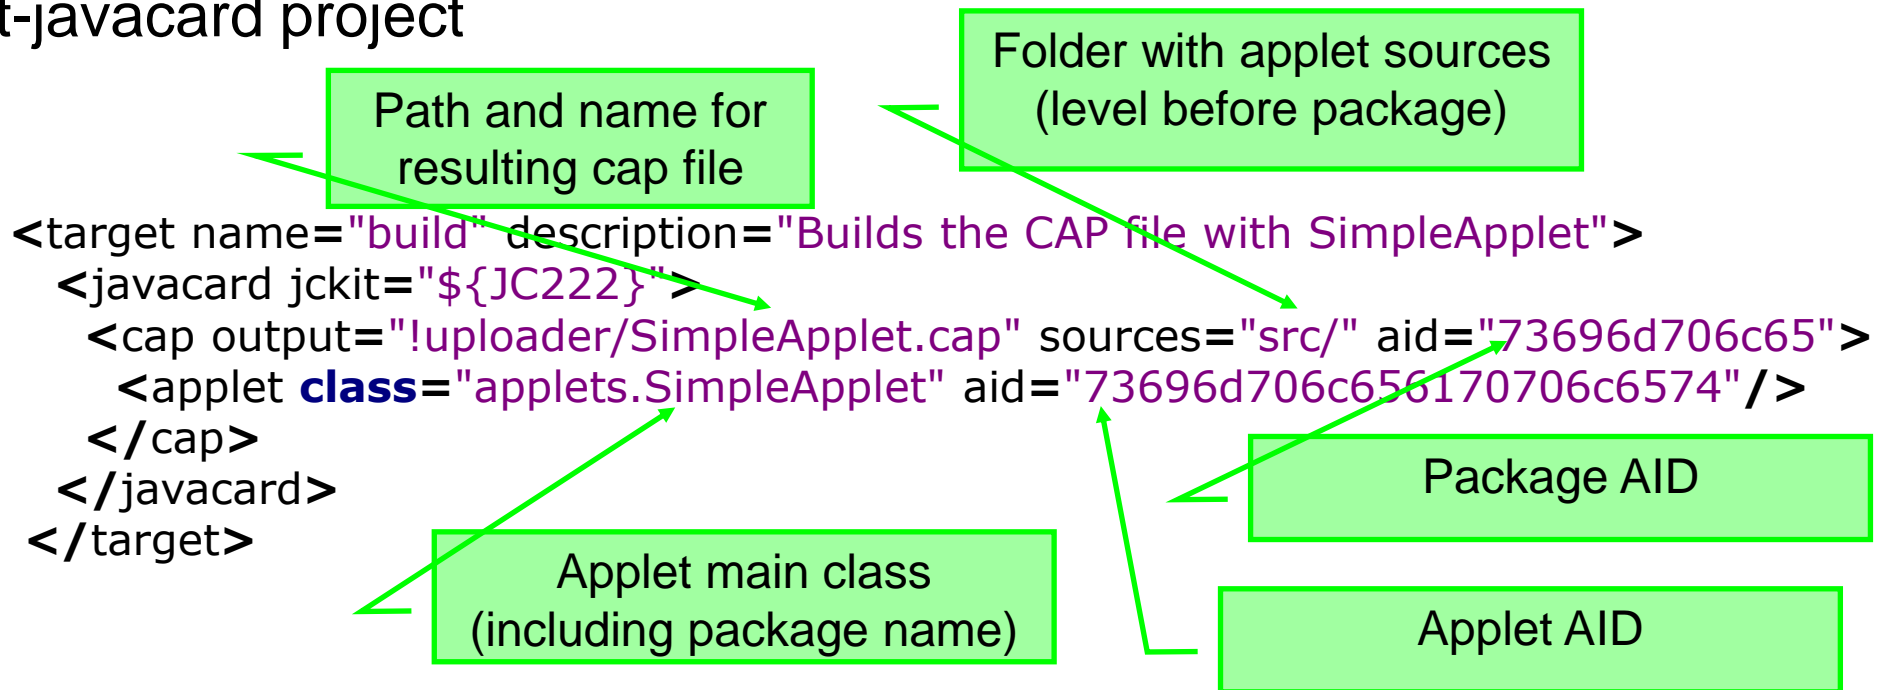 t-javacard project
Folder with applet sources
(level before package)
Path and name for
resulting cap file
<target name="build" description="Builds the CAP file with SimpleApplet">
<javacard jckit="${JC222}">
<cap output="!uploader/SimpleApplet.cap" sources="src/" aid="73696d706c65">
<applet class="applets.SimpleApplet" aid="73696d706c656170706c6574"/>
</cap>
</javacard>
</target>
Package AID
Applet main class
(including package name)
Applet AID